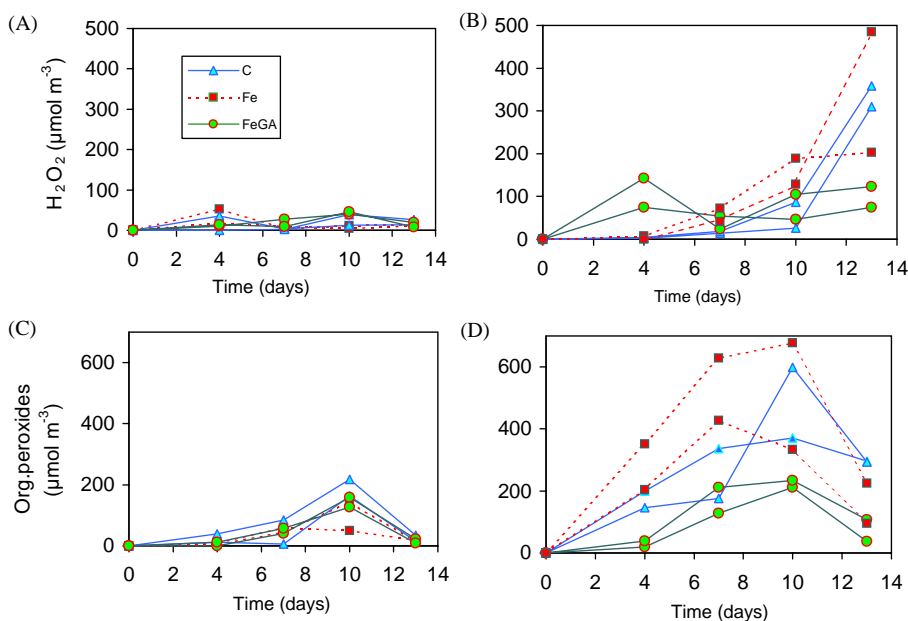 (A)
500
400
300
200
100
0
H₂O₂ (µmol m⁻³)
C
Fe
FeGA
0 2 4 6 8 10 12 14
Time (days)
(B)
500
400
300
200
100
0
0 2 4 6 8 10 12 14
Time (days)
(C)
600
400
200
0
Org.peroxides
(µmol m⁻³)
0 2 4 6 8 10 12 14
Time (days)
(D)
600
400
200
0
0 2 4 6 8 10 12 14
Time (days)